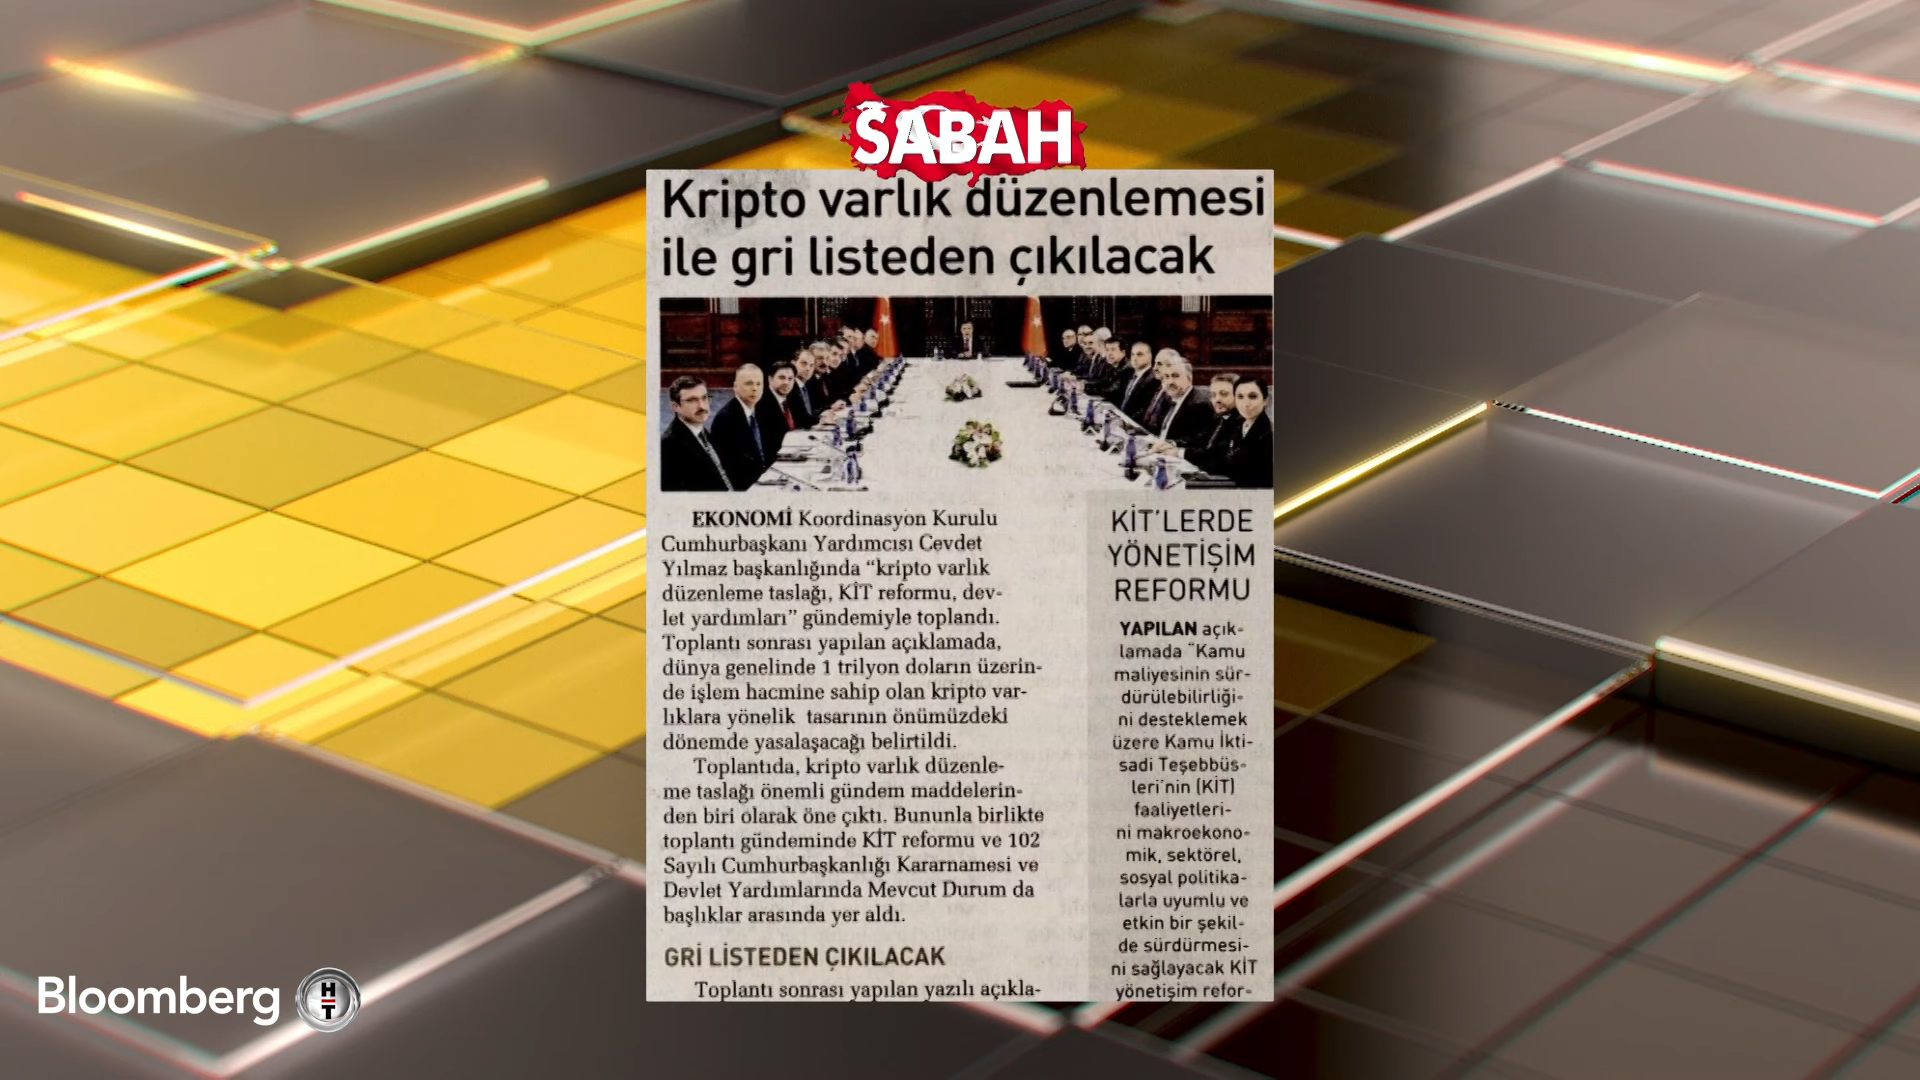 SABAH
Kripto varlık düzenlemesi
ile gri listeden çıkılacak
EKONOMİ Koordinasyon Kurulu
Cumhurbaşkanı Yardımcısı Cevdet
Yılmaz başkanlığında “kripto varlık
düzenleme taslağı, KİT reformu, dev-
let yardımları” gündemiyle toplandı.
Toplantı sonrası yapılan açıklamada,
dünya genelinde 1 trilyon doların üzerin-
de işlem hacmine sahip olan kripto var-
lıklara yönelik tasarının önümüzdeki
dönemde yasalaşacağı belirtildi.
Toplantıda, kripto varlık düzenle-
me taslağı önemli gündem maddelerin-
den biri olarak öne çıktı. Bununla birlikte
toplantı gündeminde KİT reformu ve 102
Sayılı Cumhurbaşkanlığı Kararnamesi ve
Devlet Yardımlarında Mevcut Durum da
başlıklar arasında yer aldı.
GRİ LİSTEDEN ÇIKILACAK
Toplantı sonrası yapılan yazılı açıkla-
KİT’LERDE
YÖNETİŞİM
REFORMU
YAPILAN açık-
lamada “Kamu
maliyesinin sür-
dürülebilirliği-
ni desteklemek
üzere Kamu İkti-
sadi Teşebbüs-
leri’nin (KİT)
faaliyetleri-
ni makroekono-
mik, sektörel,
sosyal politika-
larla uyumlu ve
etkin bir şekil-
de sürdürmesi-
ni sağlayacak KİT
yönetişim refor-
Bloomberg HT